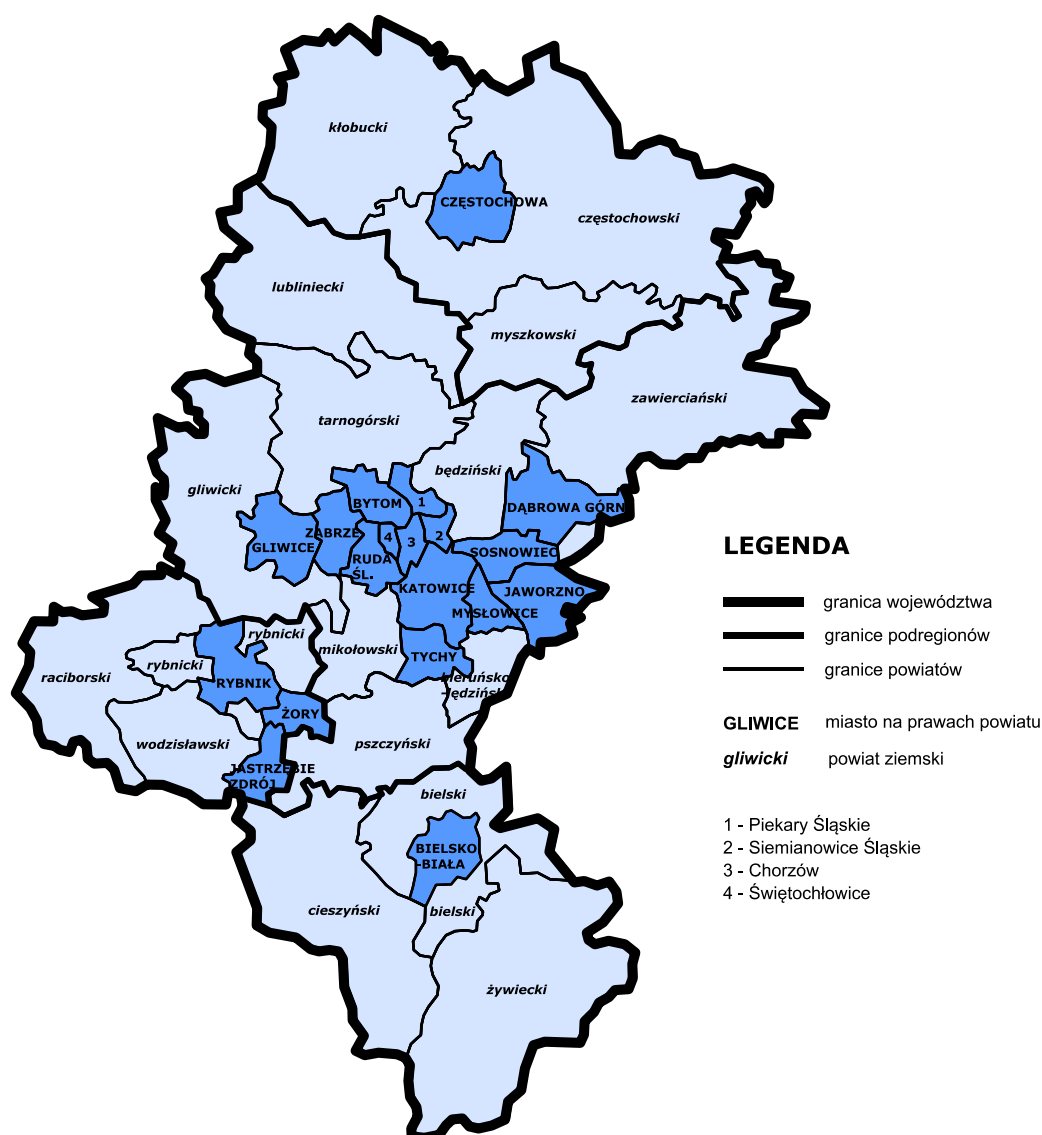 kłobucki
CZĘSTOCHOWA
częstochowski
lubliniecki
myszkowski
zawierciański
tarnogórski
będziński
gliwicki
BYTOM
1
DĄBROWA GÓRN
ZABRZE
4
3
2
GLIWICE
RUDA
ŚL.
SOSNOWIEC
KATOWICE
JAWORZNO
MYSŁOWICE
rybnicki
mikołowski
TYCHY
rybnicki
raciborski
RYBNIK
bieruńsko
-lędziński
ŻORY
wodzisławski
pszczyński
JASTRZĘBIE
ZDRÓJ
bielski
BIELSKO
-BIAŁA
cieszyński
bielski
żywiecki
LEGENDA
granica województwa
granice podregionów
granice powiatów
GLIWICE miasto na prawach powiatu
gliwicki powiat ziemski
1 - Piekary Śląskie
2 - Siemianowice Śląskie
3 - Chorzów
4 - Świętochłowice